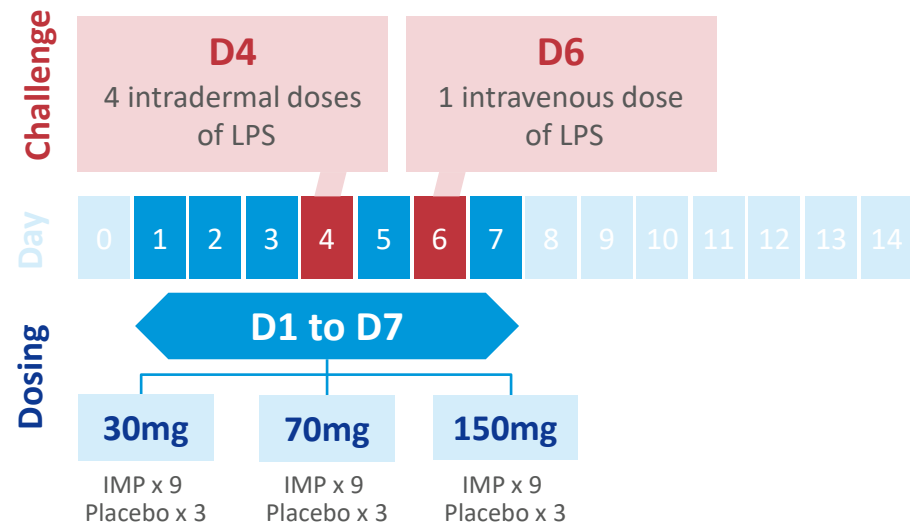 Challenge
D4
4 intradermal doses
of LPS
D6
1 intravenous dose
of LPS
Day
0 1 2 3 4 5 6 7 8 9 10 11 12 13 14
Dosing
D1 to D7
30mg
IMP x 9
Placebo x 3
70mg
IMP x 9
Placebo x 3
150mg
IMP x 9
Placebo x 3